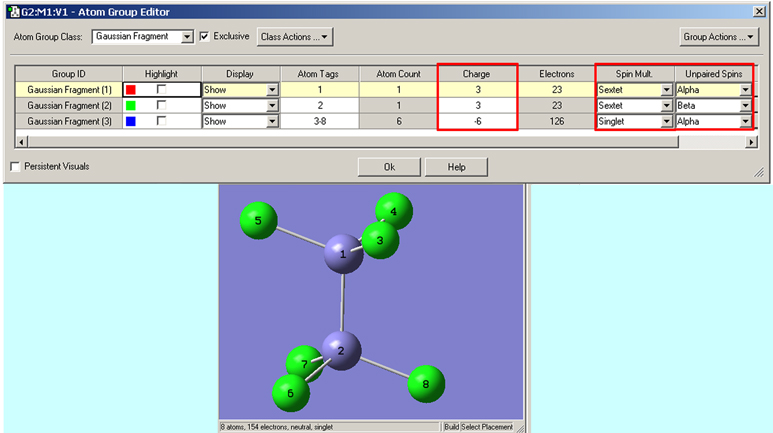 G2:M1:V1 - Atom Group Editor
Atom Group Class: Gaussian Fragment Exclusive Class Actions ... Group Actions ...
Group ID Highlight Display Atom Tags Atom Count Charge Electrons Spin Mult. Unpaired Spins
Gaussian Fragment (1) Show 1 1 3 23 Sextet Alpha
Gaussian Fragment (2) Show 2 1 3 23 Sextet Beta
Gaussian Fragment (3) Show 3-8 6 -6 126 Singlet Alpha
Persistent Visuals Ok Help
5 4
3
1
2
7
6 8
8 atoms, 154 electrons, neutral, singlet Build Select Placement